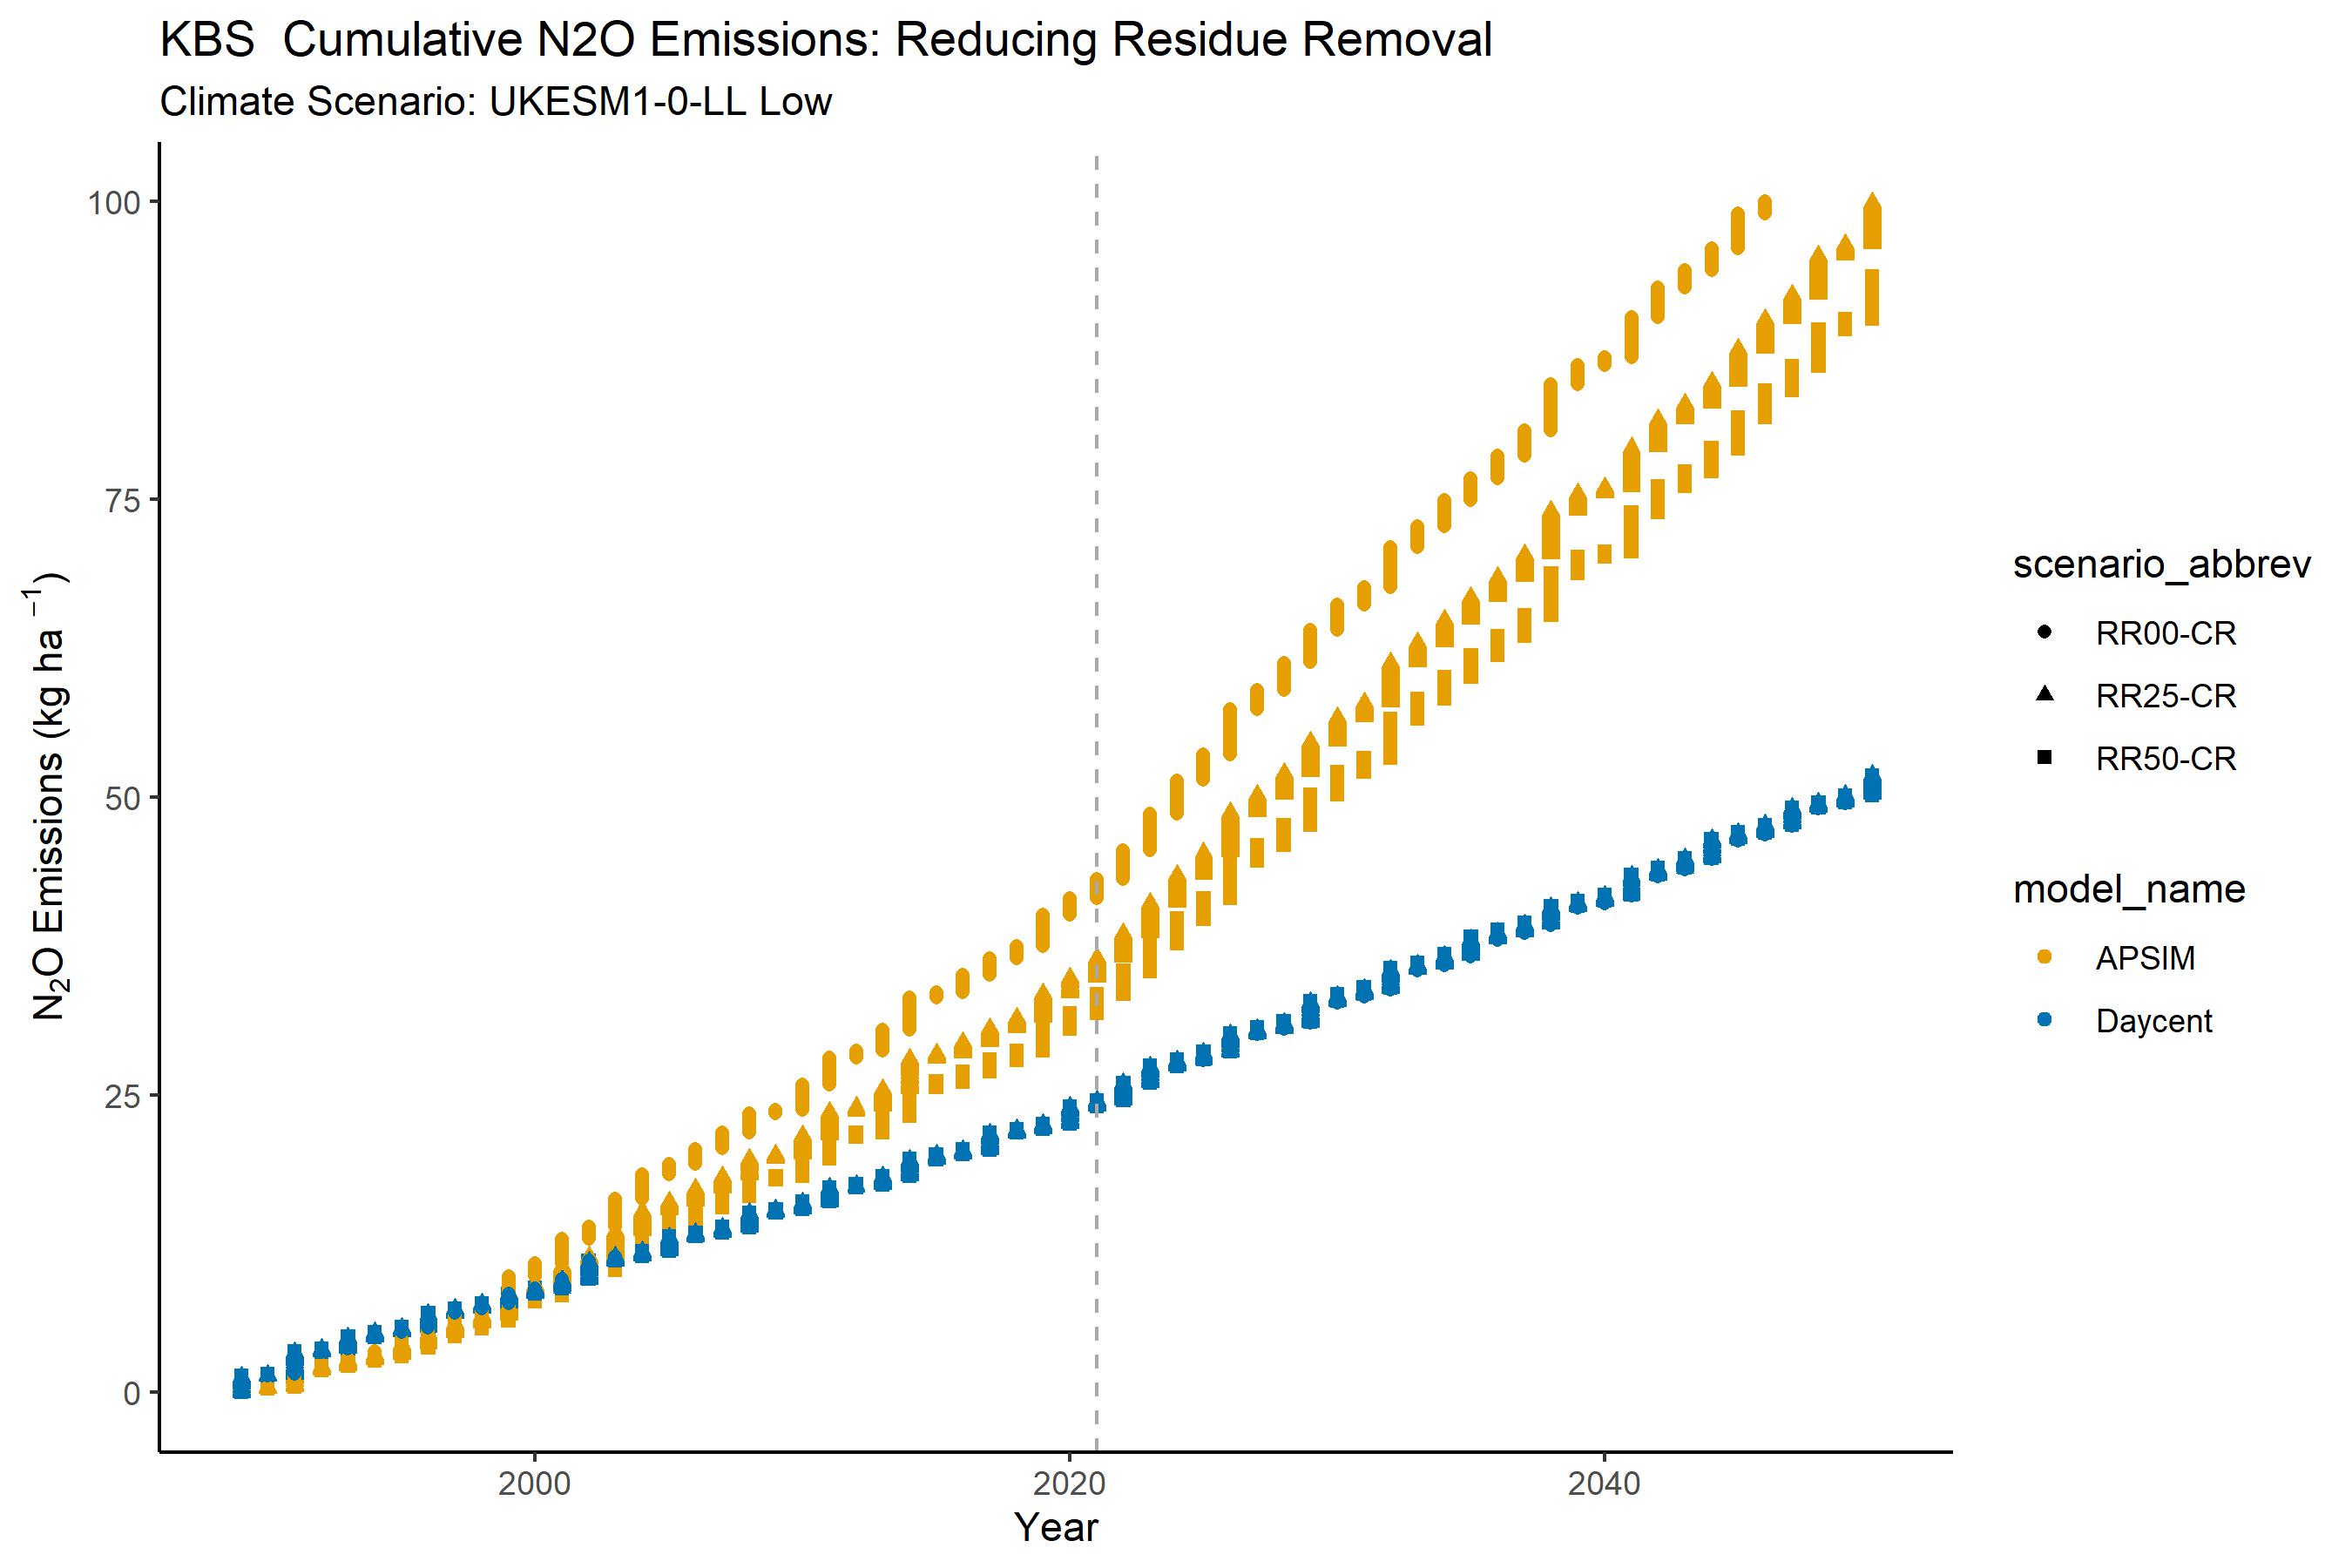 KBS  Cumulative N2O Emissions: Reducing Residue Removal
Climate Scenario: UKESM1-0-LL Low
N₂O Emissions (kg ha ⁻¹)
100
75
50
25
0
2000
2020
2040
Year
scenario_abbrev
RR00-CR
RR25-CR
RR50-CR
model_name
APSIM
Daycent